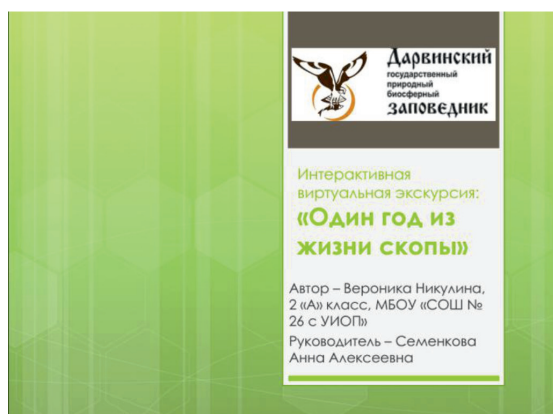 Дарвинский
государственный
природный
биосферный
заповедник
Интерактивная
виртуальная экскурсия:
«Один год из
жизни скопы»
Автор – Вероника Никулина,
2 «А» класс, МБОУ «СОШ №
26 с УИОП»
Руководитель – Семенкова
Анна Алексеевна